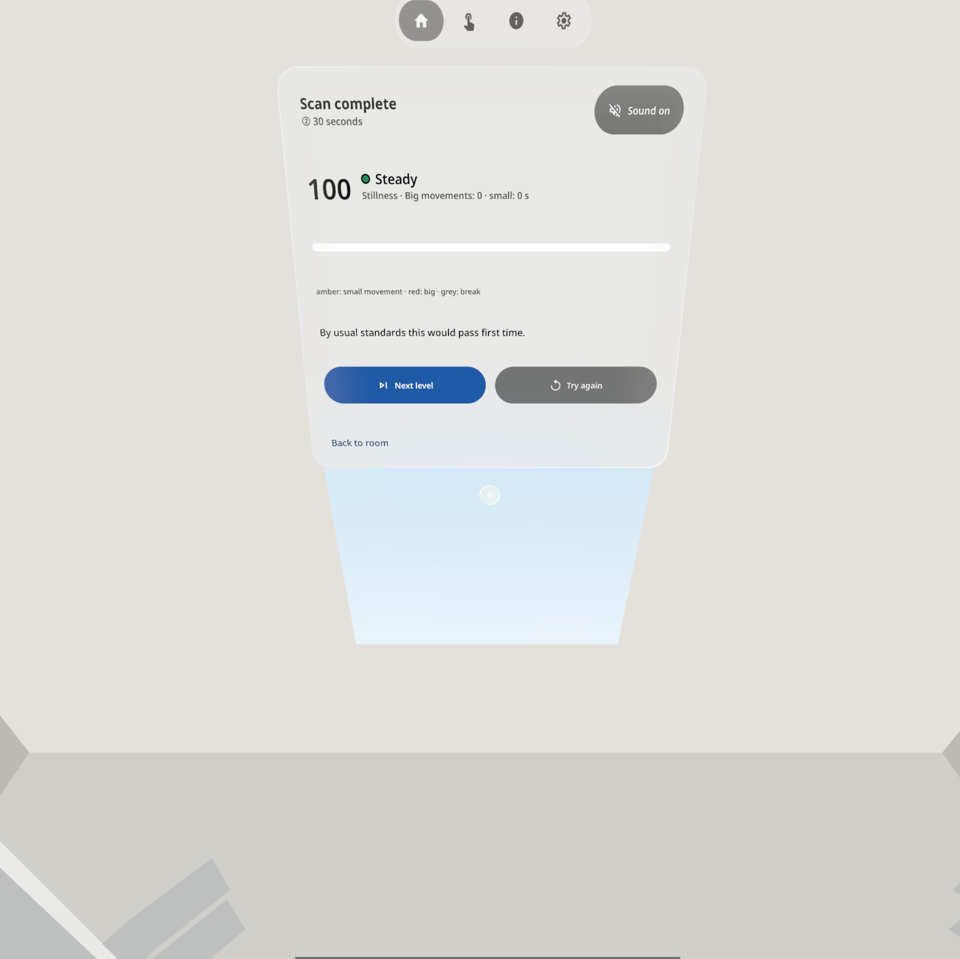 Scan complete
② 30 seconds
Sound on
100
Steady
Stillness · Big movements: 0 · small: 0 s
amber: small movement · red: big · grey: break
By usual standards this would pass first time.
Next level
Try again
Back to room